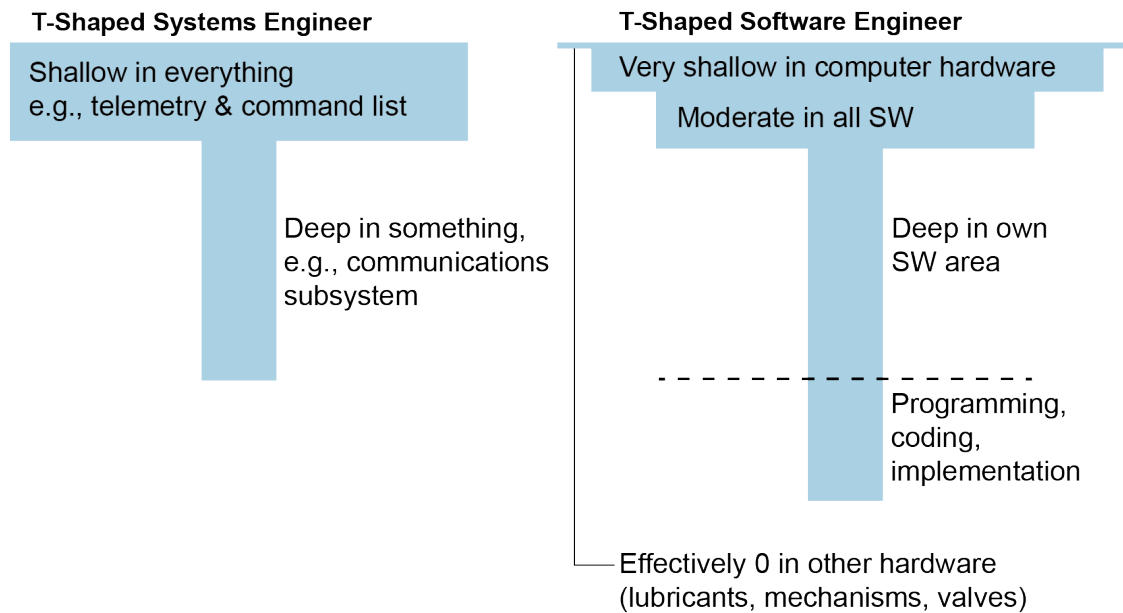 T-Shaped Systems Engineer
Shallow in everything
e.g., telemetry & command list
Deep in something,
e.g., communications
subsystem
T-Shaped Software Engineer
Very shallow in computer hardware
Moderate in all SW
Deep in own
SW area
Programming,
coding,
implementation
Effectively 0 in other hardware
(lubricants, mechanisms, valves)